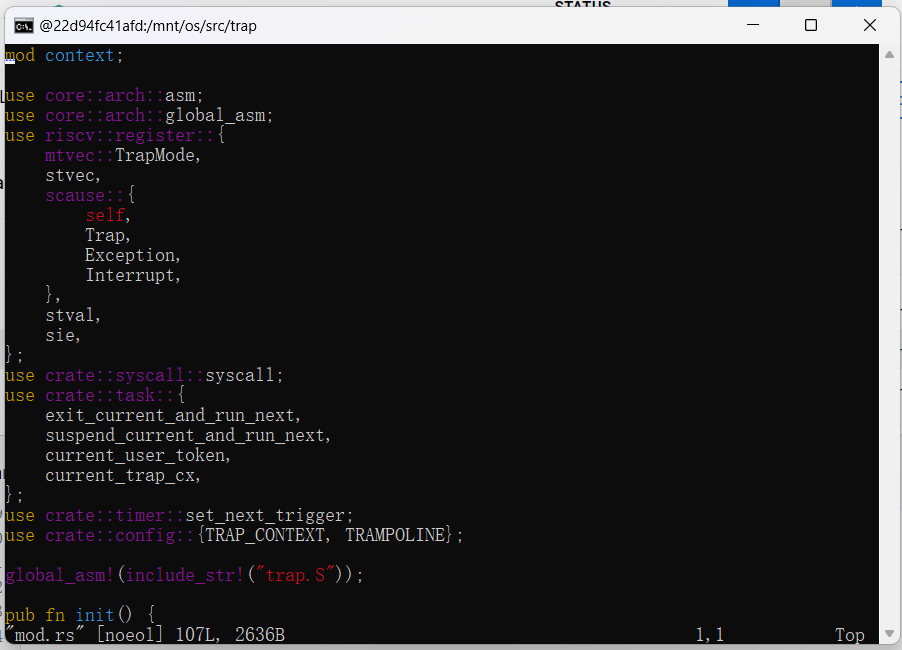 STATUS
@22d94fc41afd:/mnt/os/src/trap
mod context;
use core::arch::asm;
use core::arch::global_asm;
use riscv::register::{
    mtvec::TrapMode,
    stvec,
    scause::{
        self,
        Trap,
        Exception,
        Interrupt,
    },
    stval,
    sie,
};
use crate::syscall::syscall;
use crate::task::{
    exit_current_and_run_next,
    suspend_current_and_run_next,
    current_user_token,
    current_trap_cx,
};
use crate::timer::set_next_trigger;
use crate::config::{TRAP_CONTEXT, TRAMPOLINE};
global_asm!(include_str!("trap.S"));
pub fn init() {
"mod.rs" [noeol] 107L, 2636B 1,1 Top